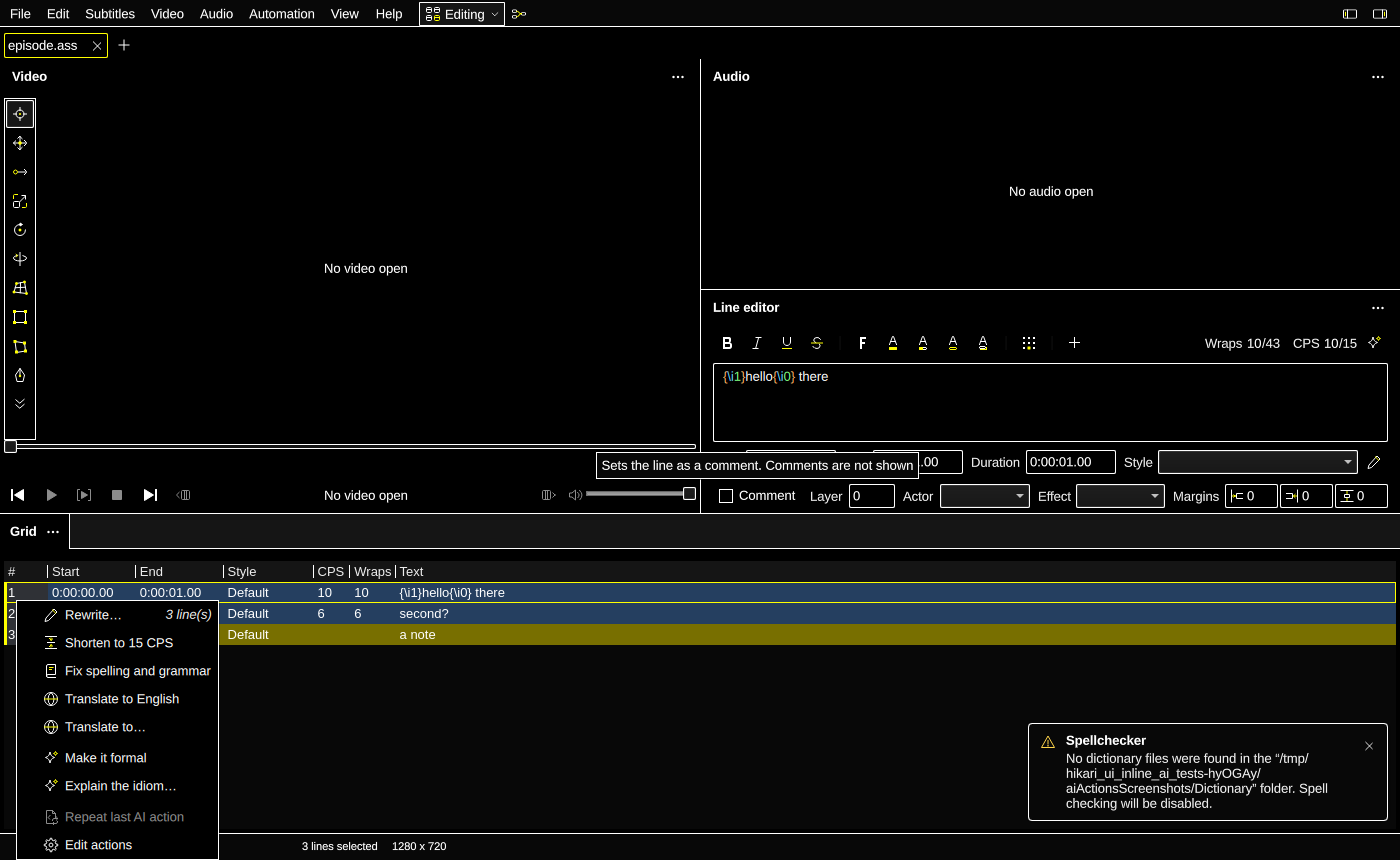 File Edit Subtitles Video Audio Automation View Help Editing
episode.ass
Video
Audio
No video open
No audio open
Line editor
B I U S F A A A A Wraps 10/43 CPS 10/15
{\i1}hello{\i0} there
Sets the line as a comment. Comments are not shown
.00 Duration 0:00:01.00 Style
No video open
Comment Layer 0 Actor Effect Margins 0 0 0
Grid
# Start End Style CPS Wraps Text
1 0:00:00.00 0:00:01.00 Default 10 10 {\i1}hello{\i0} there
2 Default 6 6 second?
3 Default a note
Rewrite… 3 line(s)
Shorten to 15 CPS
Fix spelling and grammar
Translate to English
Translate to…
Make it formal
Explain the idiom…
Repeat last AI action
Edit actions
Spellchecker
No dictionary files were found in the “/tmp/
hikari_ui_inline_ai_tests-hyOGAy/
aiActionsScreenshots/Dictionary” folder. Spell
checking will be disabled.
3 lines selected 1280 x 720